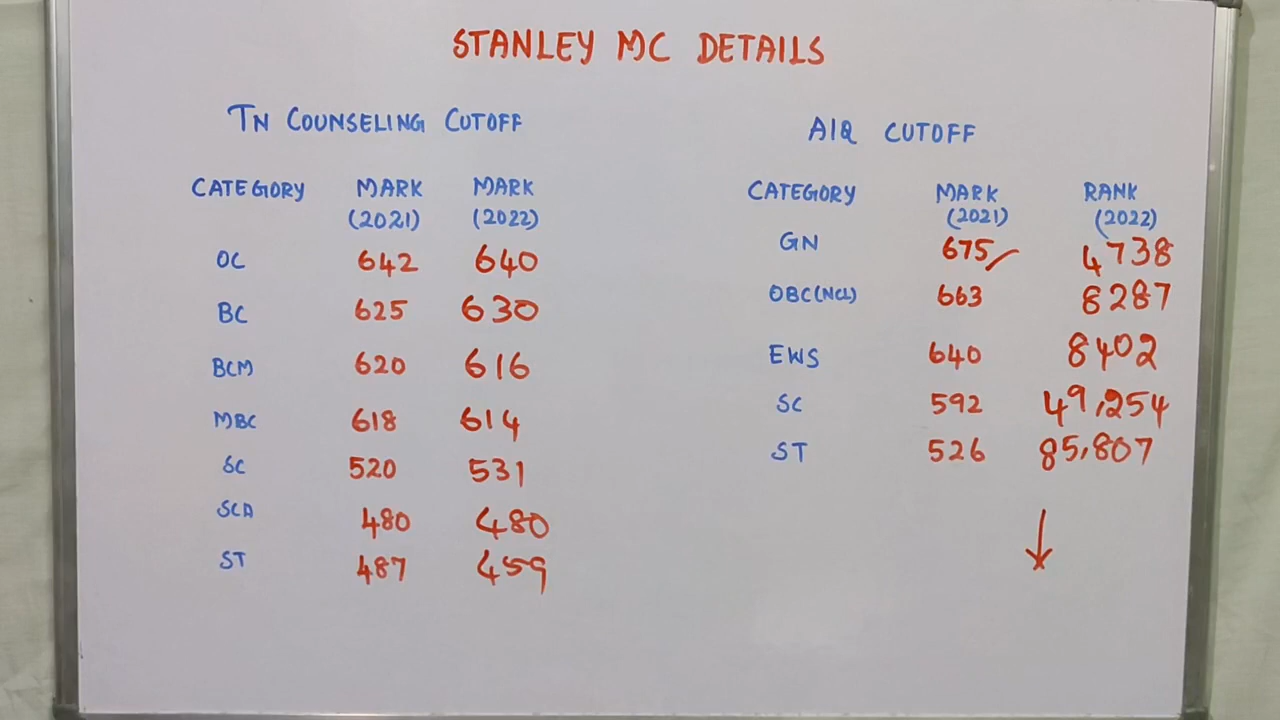 STANLEY MC DETAILS
TN COUNSELING CUTOFF
CATEGORY MARK MARK
(2021) (2022)
OC 642 640
BC 625 630
BCM 620 616
MBC 618 614
SC 520 531
SCA 480 480
ST 487 459
AIQ CUTOFF
CATEGORY MARK RANK
(2021) (2022)
GN 675 4738
OBC(NCL) 663 8287
EWS 640 8402
SC 592 49,254
ST 526 85,807